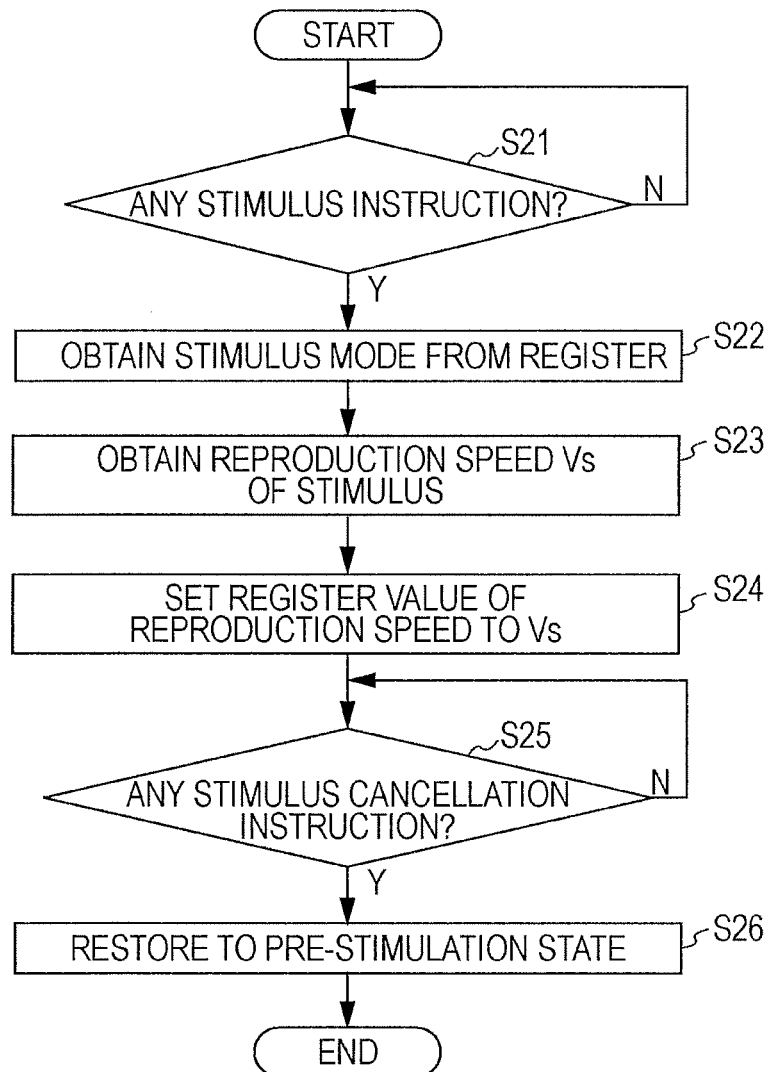 START
S21
ANY STIMULUS INSTRUCTION?
N
Y
OBTAIN STIMULUS MODE FROM REGISTER
S22
OBTAIN REPRODUCTION SPEED Vs
OF STIMULUS
S23
SET REGISTER VALUE OF
REPRODUCTION SPEED TO Vs
S24
S25
ANY STIMULUS CANCELLATION
INSTRUCTION?
N
Y
RESTORE TO PRE-STIMULATION STATE
S26
END